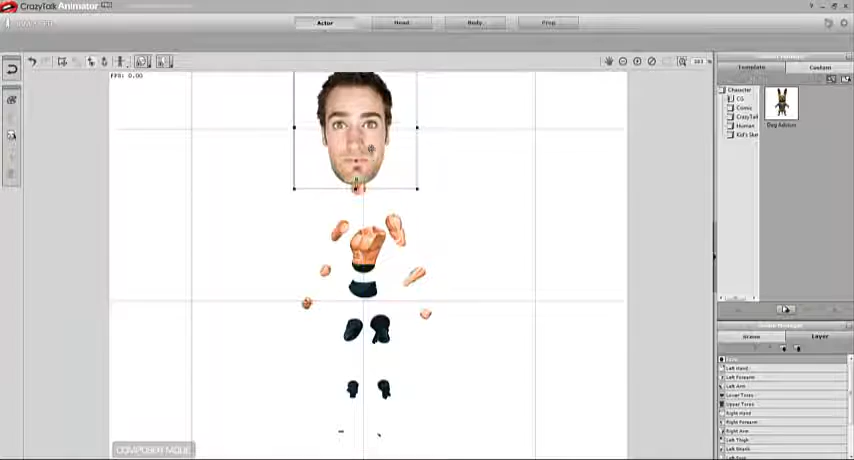 CrazyTalk Animator
Actor
Head
Body
Prop
FPS: 0.00
Template
Custom
Character
CG
Comic
CrazyTalk
Human
Kid's Ske
Dog Addison
COMPOSER MODE
Scene
Layer
Left Hand
Left Forearm
Left Arm
Lower Torso
Upper Torso
Right Hand
Right Forearm
Right Arm
Left Thigh
Left Shank